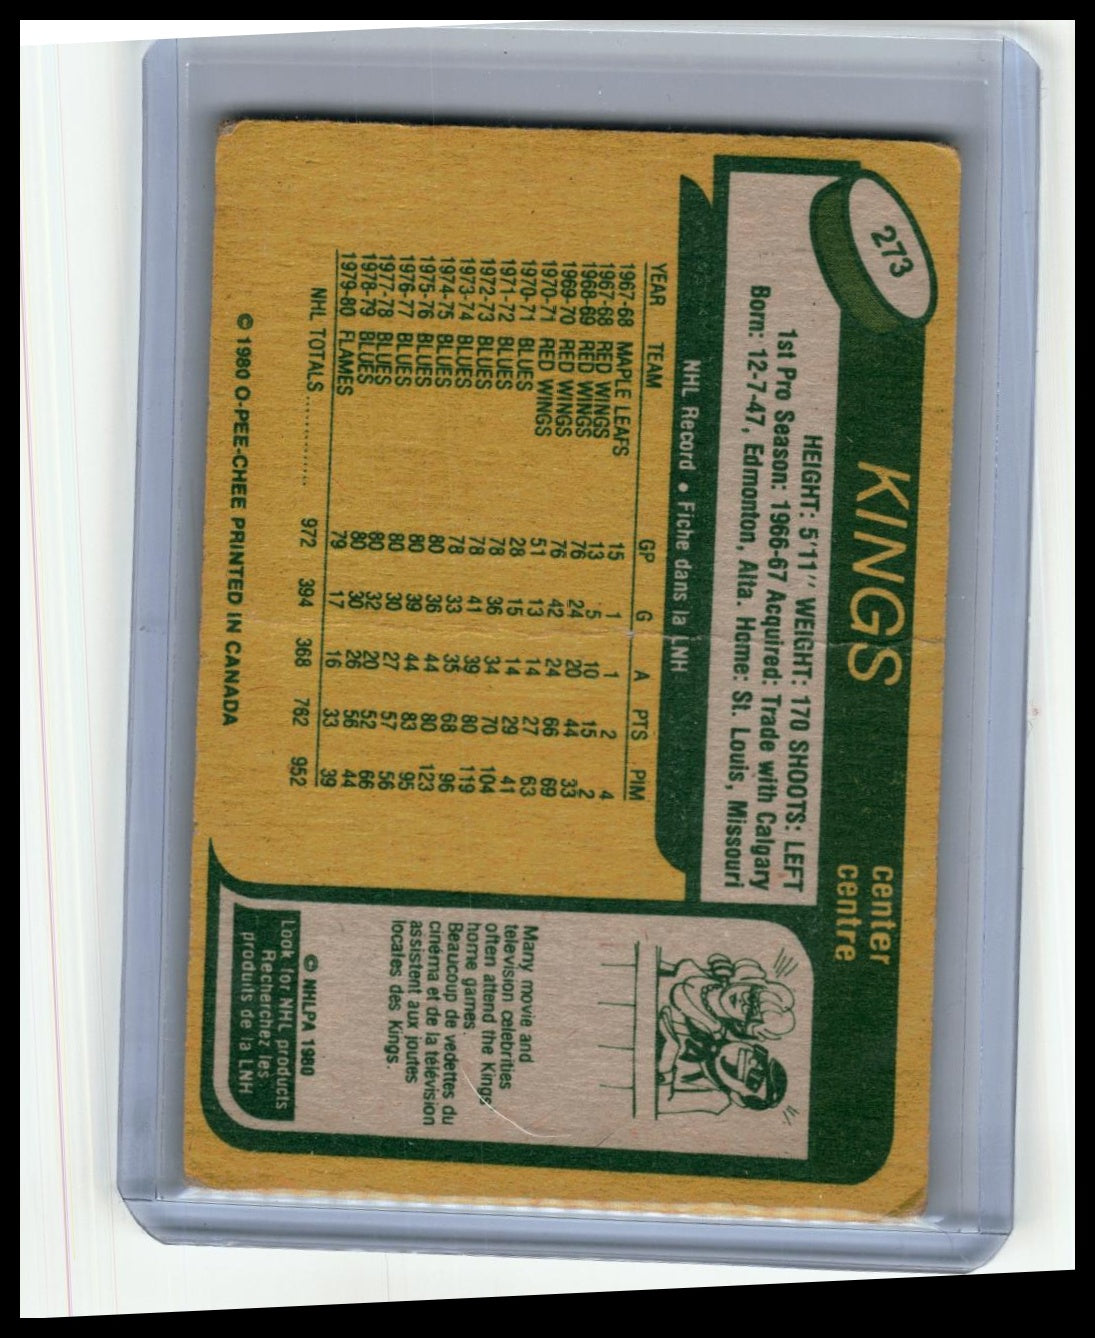 273
KINGS
center
centre
HEIGHT: 5'11" WEIGHT: 170 SHOOTS: LEFT
1st Pro Season: 1966-67 Acquired: Trade with Calgary
Born: 12-7-47, Edmonton, Alta. Home: St. Louis, Missouri
NHL Record • Fiche dans la LNH
YEAR TEAM GP G A PTS PIM
1967-68 MAPLE LEAFS 15 1 1 2 4
1967-68 RED WINGS 13 5 10 15 2
1968-69 RED WINGS 76 24 20 44 33
1969-70 RED WINGS 76 42 24 66 69
1970-71 RED WINGS 51 13 14 27 63
1970-71 BLUES 28 15 14 29 41
1971-72 BLUES 78 36 34 70 104
1972-73 BLUES 78 41 39 80 119
1973-74 BLUES 78 33 35 68 96
1974-75 BLUES 80 36 44 80 123
1975-76 BLUES 80 39 44 83 95
1976-77 BLUES 80 30 27 57 56
1977-78 BLUES 80 32 20 52 66
1978-79 BLUES 80 30 26 56 44
1979-80 FLAMES 79 17 16 33 39
NHL TOTALS .............. 972 394 368 762 952
© 1980 O-PEE-CHEE PRINTED IN CANADA
Many movie and
television celebrities
often attend the Kings
home games.
Beaucoup de vedettes du
cinéma et de la télévision
assistent aux joutes
locales des Kings.
© NHLPA 1980
Look for NHL products
Recherchez les
produits de la LNH